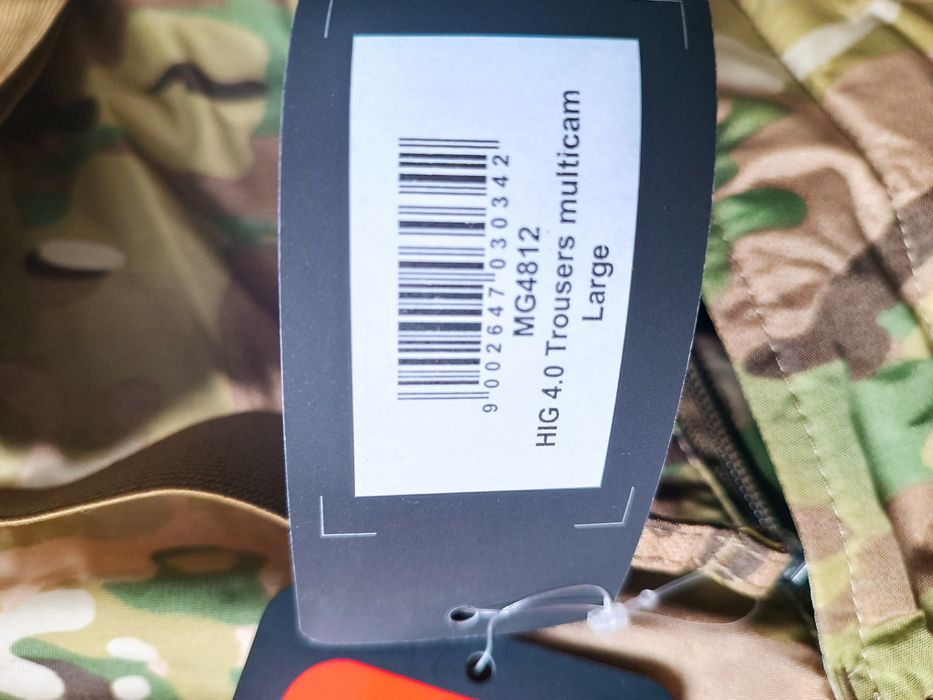 9 002647 030342
MG4812
HIG 4.0 Trousers multicam
Large